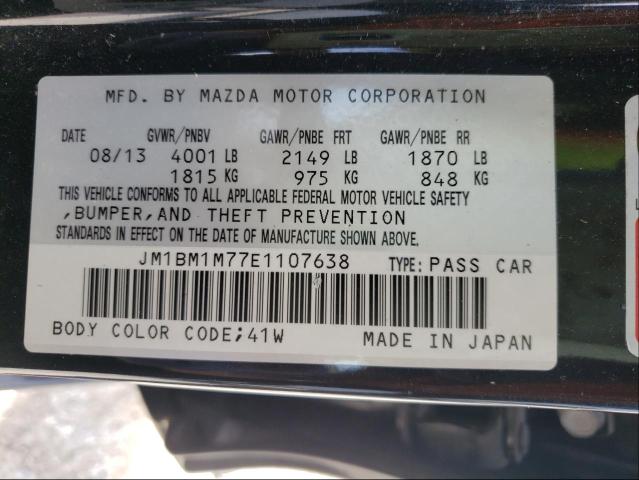 MFD. BY MAZDA MOTOR CORPORATION
DATE GVWR/PNBV GAWR/PNBE FRT GAWR/PNBE RR
08/13 4001 LB 2149 LB 1870 LB
1815 KG 975 KG 848 KG
THIS VEHICLE CONFORMS TO ALL APPLICABLE FEDERAL MOTOR VEHICLE SAFETY
,BUMPER,AND THEFT PREVENTION
STANDARDS IN EFFECT ON THE DATE OF MANUFACTURE SHOWN ABOVE.
JM1BM1M77E1107638 TYPE: PASS CAR
BODY COLOR CODE;41W MADE IN JAPAN